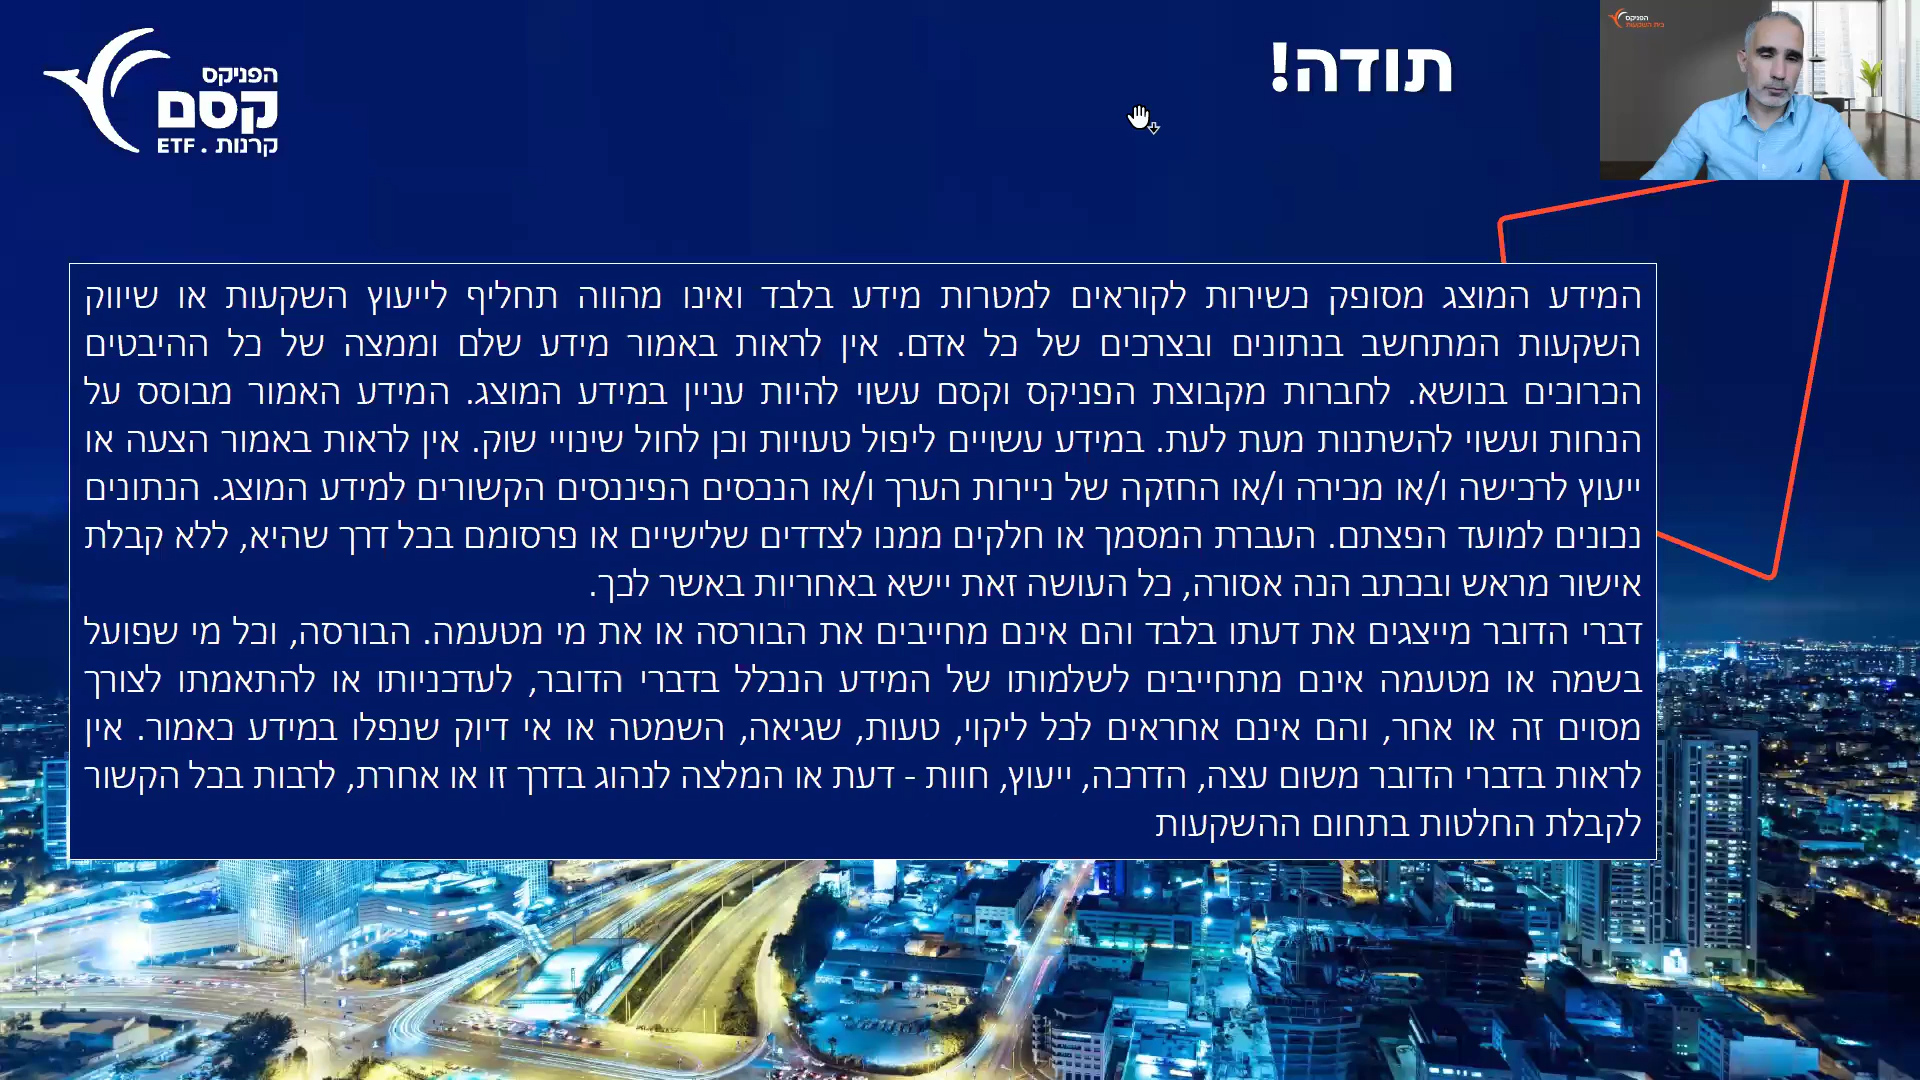 תודה!
הפניקס
קסם
קרנות . ETF
הפניקס
בית השקעות
המידע המוצג מסופק כשירות לקוראים למטרות מידע בלבד ואינו מהווה תחליף לייעוץ השקעות או שיווק
השקעות המתחשב בנתונים ובצרכים של כל אדם. אין לראות באמור מידע שלם וממצה של כל ההיבטים
הכרוכים בנושא. לחברות מקבוצת הפניקס וקסם עשוי להיות עניין במידע המוצג. המידע האמור מבוסס על
הנחות ועשוי להשתנות מעת לעת. במידע עשויים ליפול טעויות וכן לחול שינויי שוק. אין לראות באמור הצעה או
ייעוץ לרכישה ו/או מכירה ו/או החזקה של ניירות הערך ו/או הנכסים הפיננסים הקשורים למידע המוצג. הנתונים
נכונים למועד הפצתם. העברת המסמך או חלקים ממנו לצדדים שלישיים או פרסומם בכל דרך שהיא, ללא קבלת
אישור מראש ובכתב הנה אסורה, כל העושה זאת יישא באחריות באשר לכך.
דברי הדובר מייצגים את דעתו בלבד והם אינם מחייבים את הבורסה או את מי מטעמה. הבורסה, וכל מי שפועל
בשמה או מטעמה אינם מתחייבים לשלמותו של המידע הנכלל בדברי הדובר, לעדכניותו או להתאמתו לצורך
מסוים זה או אחר, והם אינם אחראים לכל ליקוי, טעות, שגיאה, השמטה או אי דיוק שנפלו במידע כאמור. אין
לראות בדברי הדובר משום עצה, הדרכה, ייעוץ, חוות - דעת או המלצה לנהוג בדרך זו או אחרת, לרבות בכל הקשור
לקבלת החלטות בתחום ההשקעות